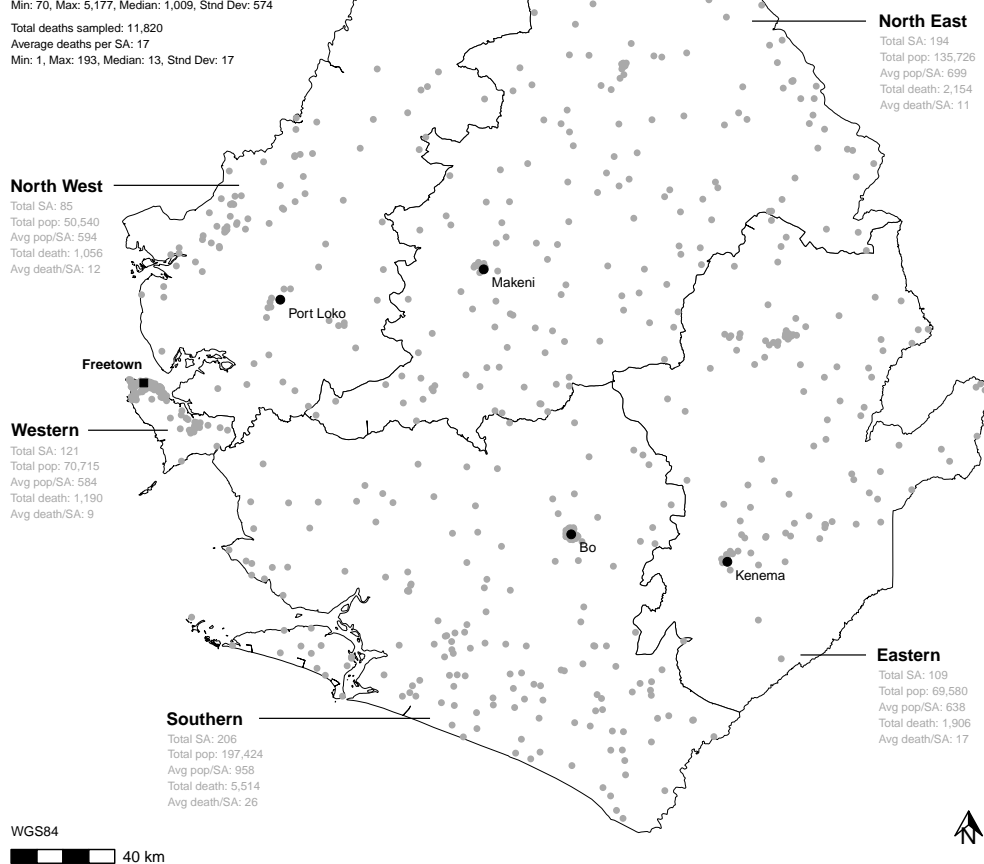 Min: 70, Max: 5,177, Median: 1,009, Stnd Dev: 574
Total deaths sampled: 11,820
Average deaths per SA: 17
Min: 1, Max: 193, Median: 13, Stnd Dev: 17
North East
Total SA: 194
Total pop: 135,726
Avg pop/SA: 699
Total death: 2,154
Avg death/SA: 11
North West
Total SA: 85
Total pop: 50,540
Avg pop/SA: 594
Total death: 1,056
Avg death/SA: 12
Makeni
Port Loko
Freetown
Western
Total SA: 121
Total pop: 70,715
Avg pop/SA: 584
Total death: 1,190
Avg death/SA: 9
Bo
Kenema
Eastern
Total SA: 109
Total pop: 69,580
Avg pop/SA: 638
Total death: 1,906
Avg death/SA: 17
Southern
Total SA: 206
Total pop: 197,424
Avg pop/SA: 958
Total death: 5,514
Avg death/SA: 26
WGS84
40 km
N